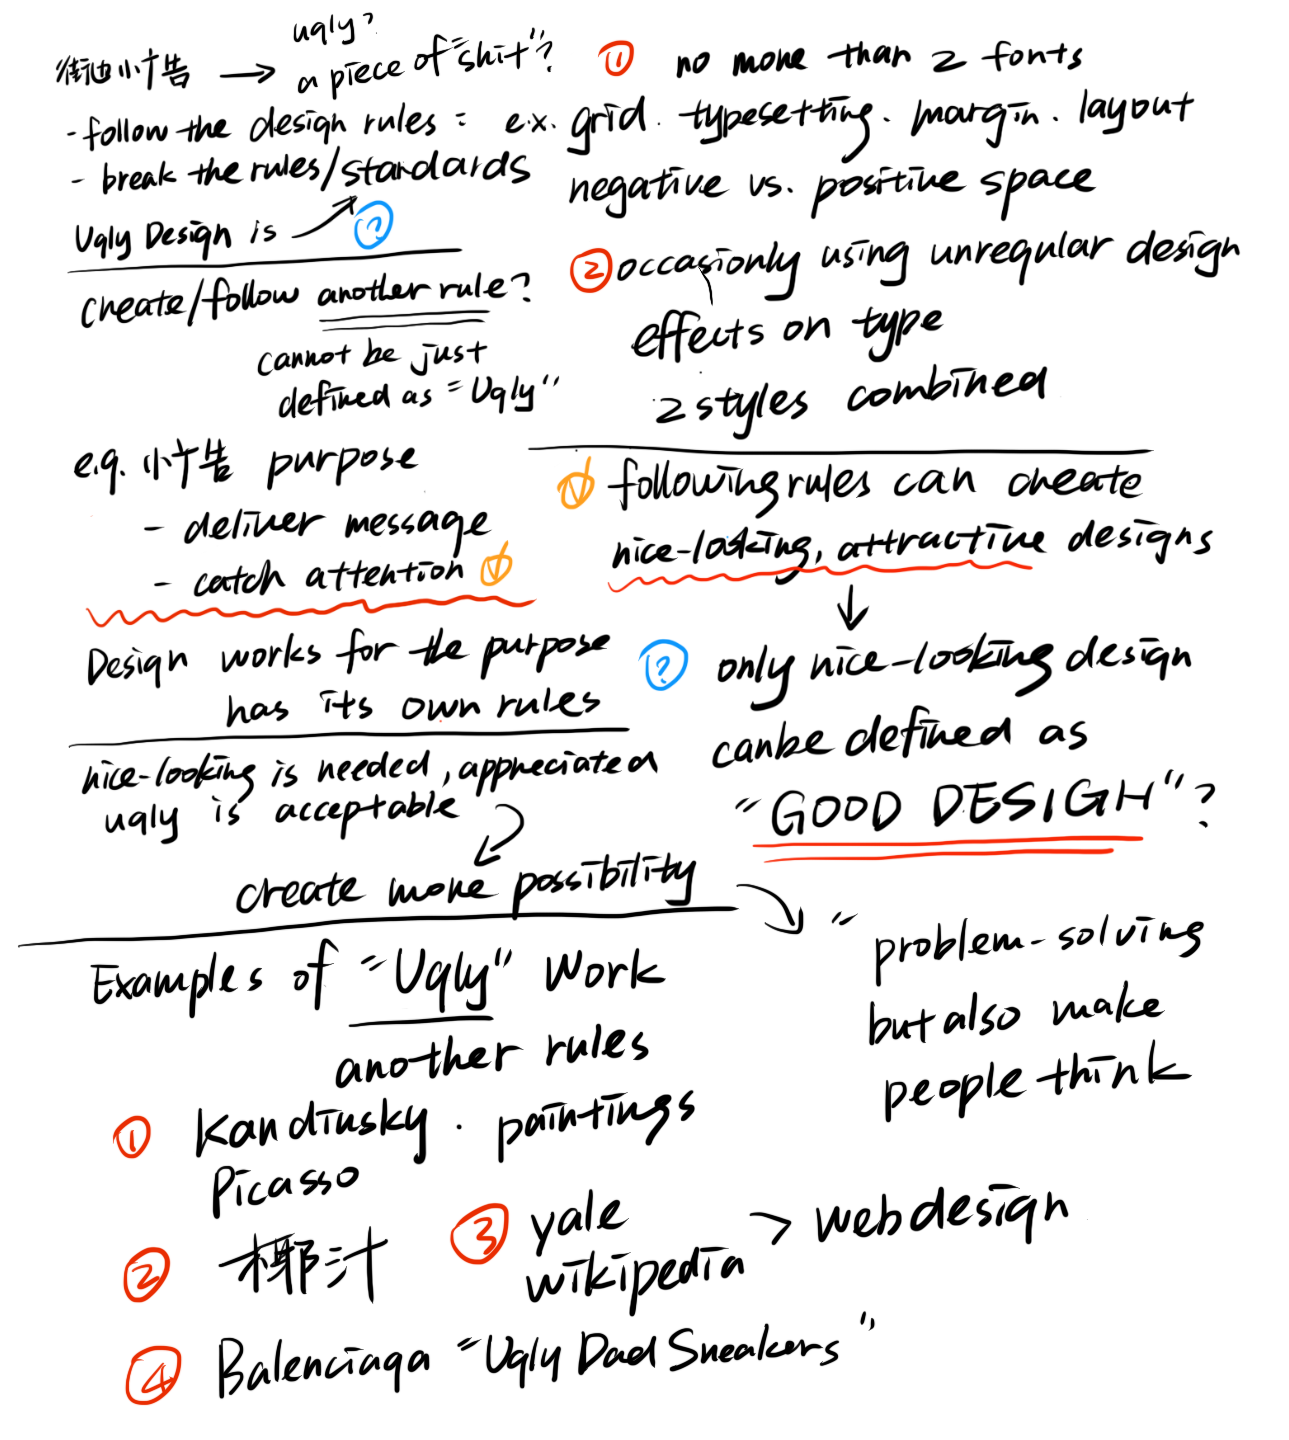 ugly?
街边小广告 → a piece of "shit"?
- follow the design rules : ex. grid. typesetting. margin. layout
- break the rules/standards
negative vs. positive space
Ugly Design is ?
create/follow another rule?
cannot be just
defined as "Ugly"
① no more than 2 fonts
② occasionly using unregular design
effects on type
2 styles combined
e.g. 小广告 purpose
- deliver message
- catch attention
Design works for the purpose
has its own rules
nice-looking is needed, appreciated
ugly is acceptable
create more possibility
following rules can create
nice-looking, attractive designs
↓
? only nice-looking design
can be defined as
"GOOD DESIGH"?
" problem-solving
but also make
people think
Examples of "Ugly" Work
another rules
① Kandinsky . paintings
Picasso
② 椰汁
③ yale
wikipedia > web design
④ Balenciaga "Ugly Dad Sneakers"